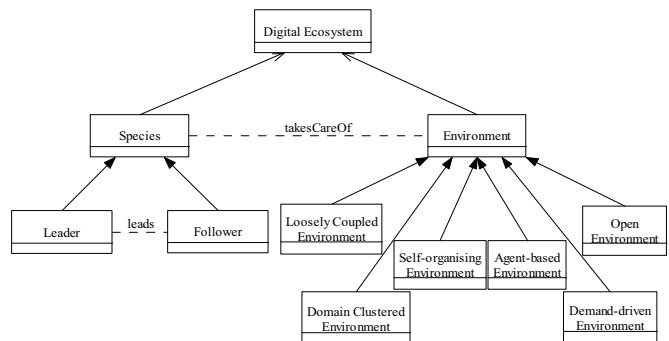 Digital Ecosystem
takesCareOf
Species
Environment
Leader
leads
Follower
Loosely Coupled
Environment
Open
Environment
Self-organising
Environment
Agent-based
Environment
Domain Clustered
Environment
Demand-driven
Environment